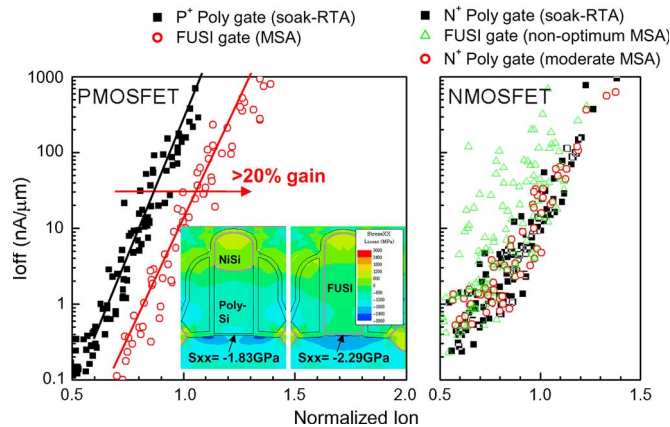 P+ Poly gate (soak-RTA)
FUSI gate (MSA)
N+ Poly gate (soak-RTA)
FUSI gate (non-optimum MSA)
N+ Poly gate (moderate MSA)
1000
100
10
1
0.1
Ioff (nA/μm)
PMOSFET
>20% gain
NiSi
Poly-
Si
Sxx= -1.83GPa
FUSI
Sxx= -2.29GPa
0.5
1.0
1.5
2.0
NMOSFET
0.5
1.0
1.5
Normalized Ion